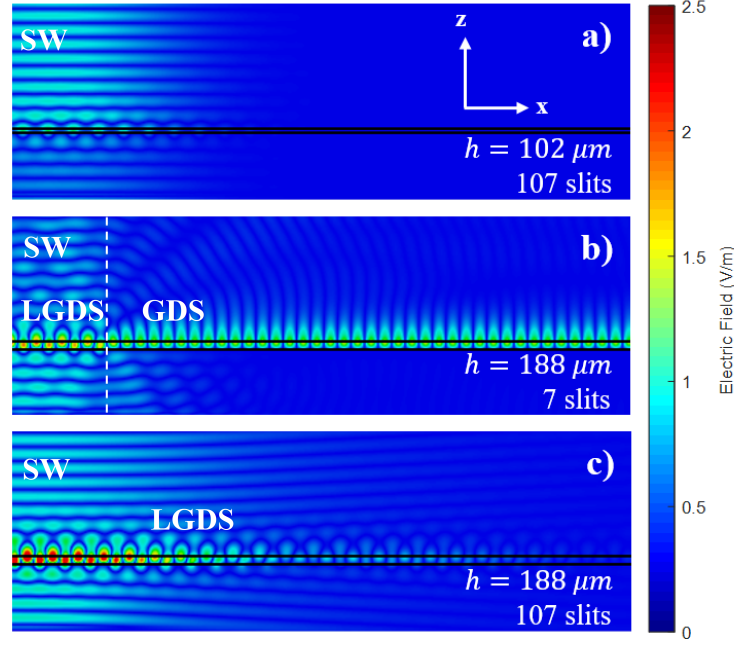 SW
a)
z
x
h = 102 μm
107 slits
SW
b)
LGDS
GDS
h = 188 μm
7 slits
SW
c)
LGDS
h = 188 μm
107 slits
2.5
2
1.5
1
0.5
0
Electric Field (V/m)